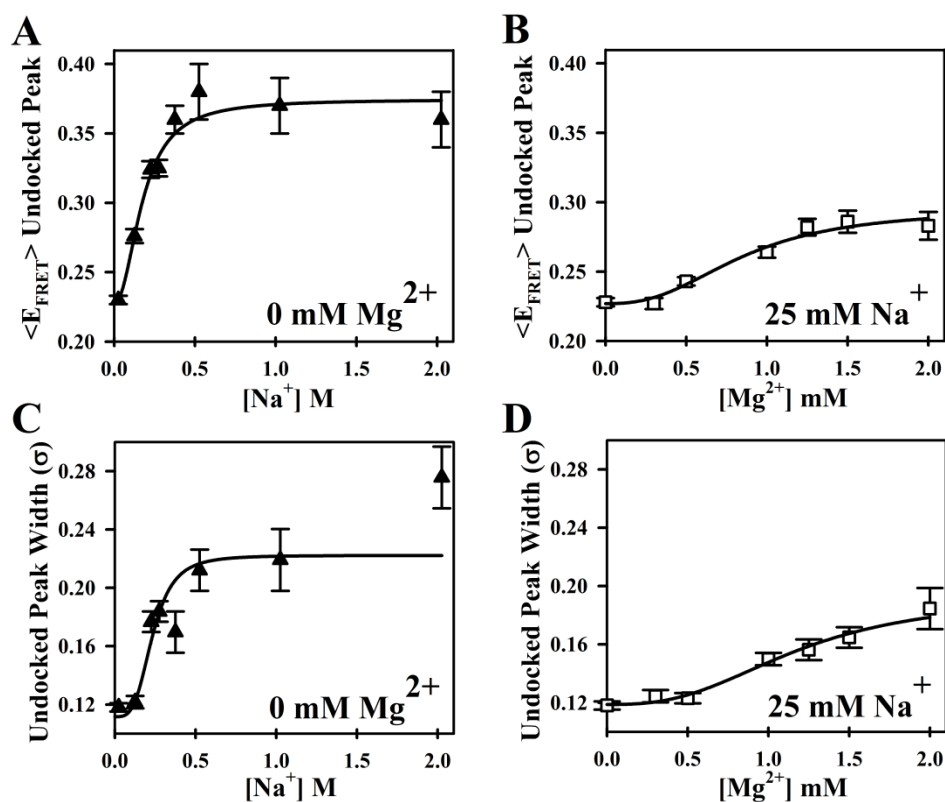 A
<E_FRET> Undocked Peak
0.40
0.35
0.30
0.25
0.20
0 mM Mg²⁺
0.0 0.5 1.0 1.5 2.0
[Na⁺] M
B
<E_FRET> Undocked Peak
0.40
0.35
0.30
0.25
0.20
25 mM Na⁺
0.0 0.5 1.0 1.5 2.0
[Mg²⁺] mM
C
Undocked Peak Width (σ)
0.28
0.24
0.20
0.16
0.12
0 mM Mg²⁺
0.0 0.5 1.0 1.5 2.0
[Na⁺] M
D
Undocked Peak Width (σ)
0.28
0.24
0.20
0.16
0.12
25 mM Na⁺
0.0 0.5 1.0 1.5 2.0
[Mg²⁺] mM